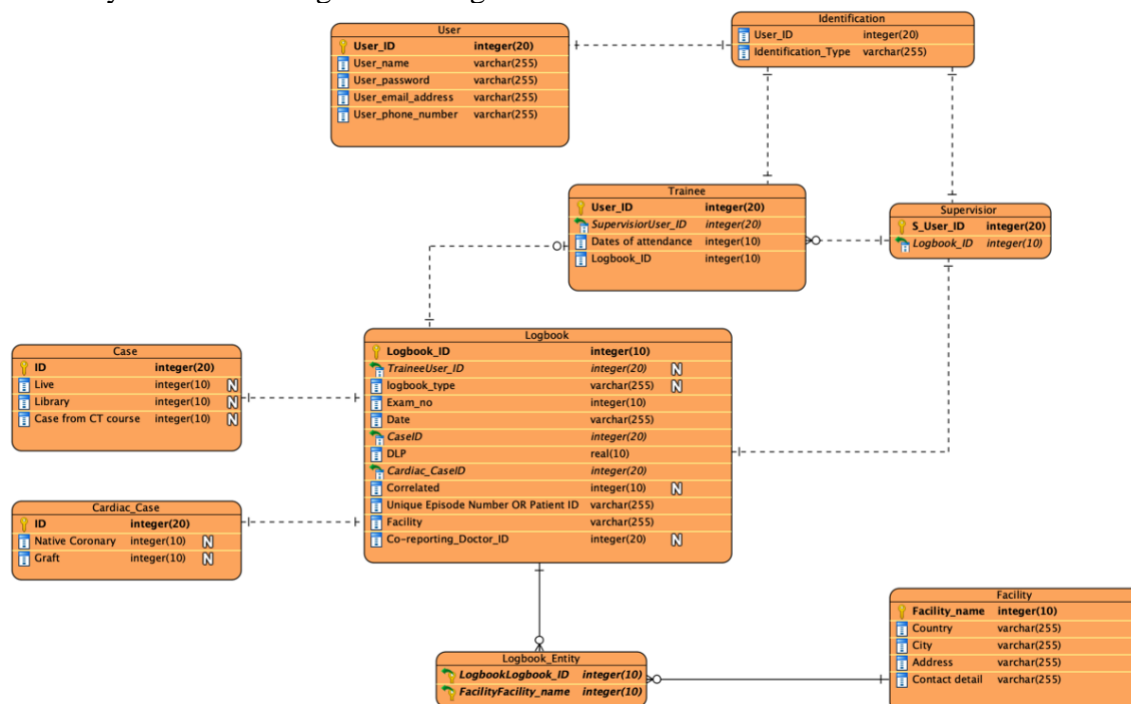 User
User_ID integer(20)
User_name varchar(255)
User_password varchar(255)
User_email_address varchar(255)
User_phone_number varchar(255)
Identification
User_ID integer(20)
Identification_Type varchar(255)
Trainee
User_ID integer(20)
SupervisiorUser_ID integer(20)
Dates of attendance integer(10)
Logbook_ID integer(10)
Supervisior
S_User_ID integer(20)
Logbook_ID integer(10)
Case
ID integer(20)
Live integer(10) N
Library integer(10) N
Case from CT course integer(10) N
Logbook
Logbook_ID integer(10)
TraineeUser_ID integer(20) N
logbook_type varchar(255) N
Exam_no integer(10)
Date varchar(255)
CaseID integer(20)
DLP real(10)
Cardiac_CaseID integer(20)
Correlated integer(10) N
Unique Episode Number OR Patient ID varchar(255)
Facility varchar(255)
Co-reporting_Doctor_ID integer(20) N
Cardiac_Case
ID integer(20)
Native Coronary integer(10) N
Graft integer(10) N
Facility
Facility_name integer(10)
Country varchar(255)
City varchar(255)
Address varchar(255)
Contact detail varchar(255)
Logbook_Entity
LogbookLogbook_ID integer(10)
FacilityFacility_name integer(10)